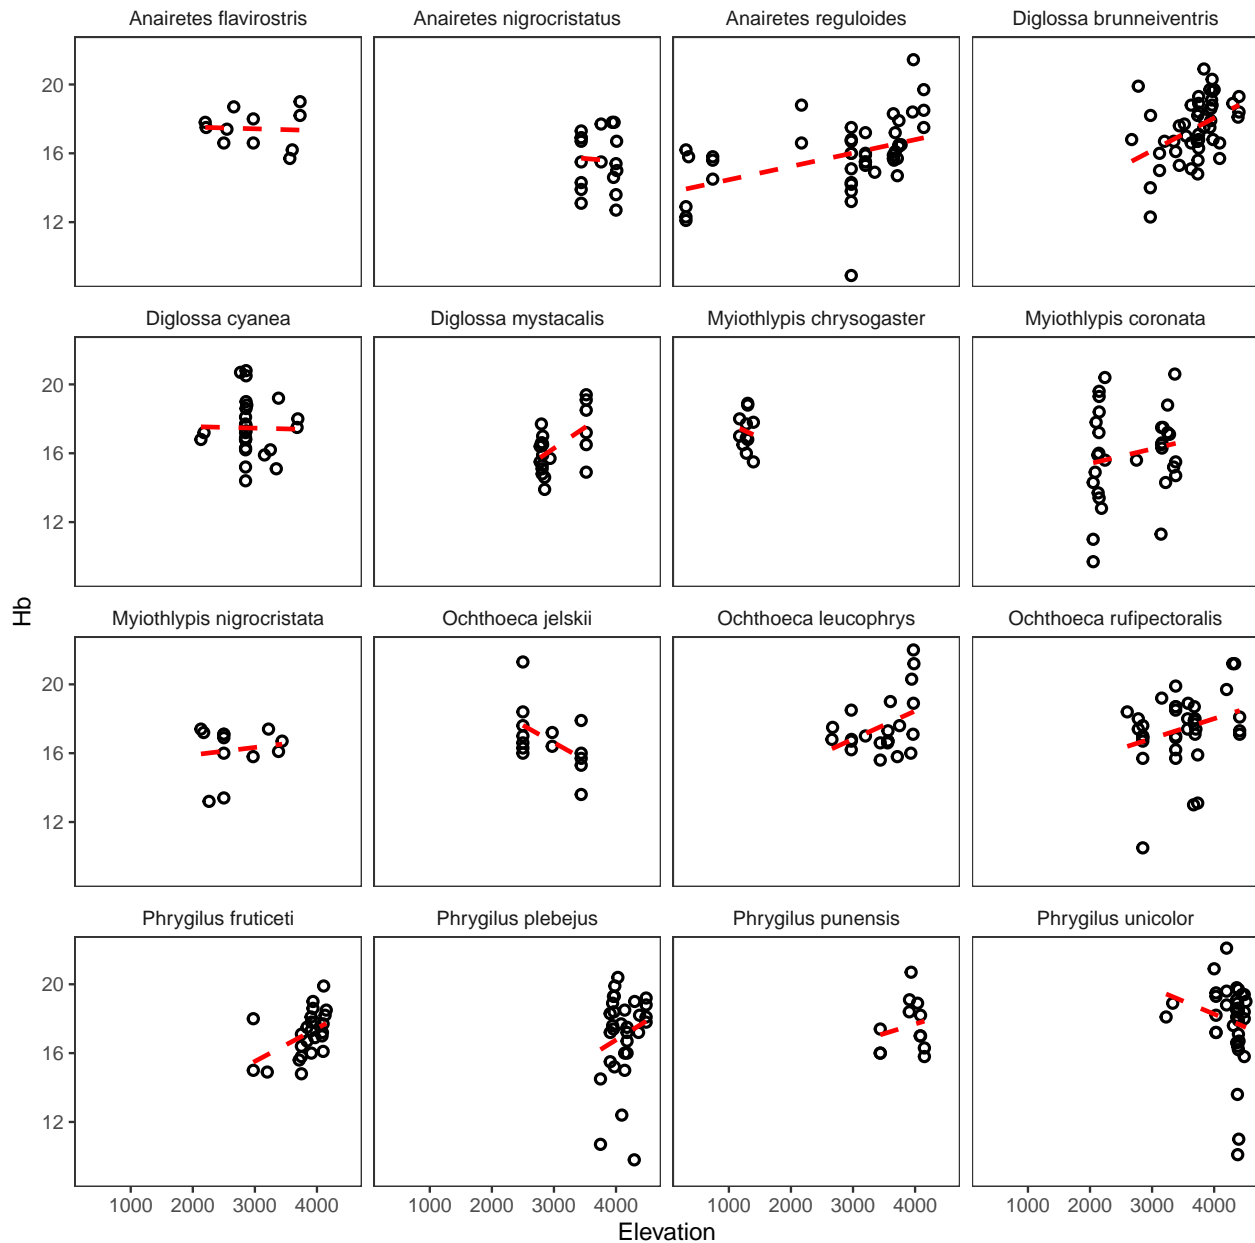 Anairetes flavirostris
Anairetes nigrocristatus
Anairetes reguloides
Diglossa brunneiventris
20
16
12
Diglossa cyanea
Diglossa mystacalis
Myiothlypis chrysogaster
Myiothlypis coronata
20
16
12
Hb
Myiothlypis nigrocristata
Ochthoeca jelskii
Ochthoeca leucophrys
Ochthoeca rufipectoralis
20
16
12
Phrygilus fruticeti
Phrygilus plebejus
Phrygilus punensis
Phrygilus unicolor
20
16
12
1000 2000 3000 4000
1000 2000 3000 4000
1000 2000 3000 4000
1000 2000 3000 4000
Elevation